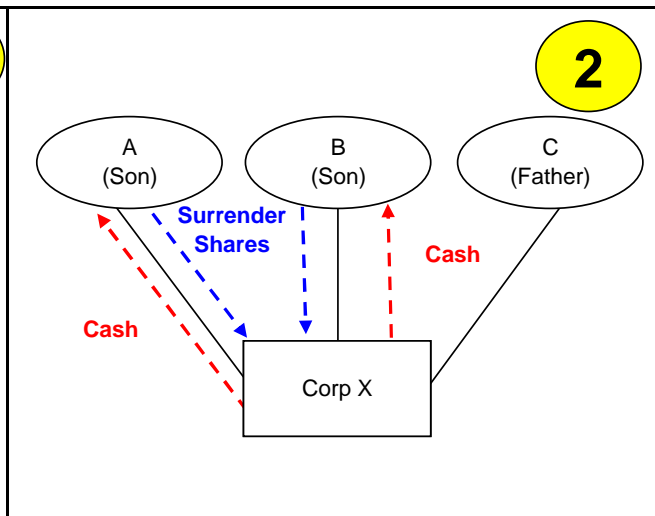 2
A
(Son)
B
(Son)
C
(Father)
Surrender
Shares
Cash
Cash
Corp X